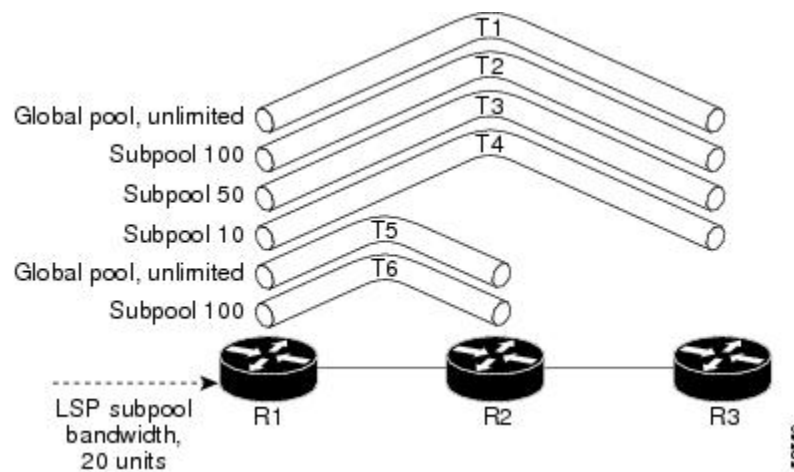 T1
T2
Global pool, unlimited
T3
Subpool 100
T4
Subpool 50
Subpool 10
T5
Global pool, unlimited
T6
Subpool 100
LSP subpool
bandwidth,
20 units
R1
R2
R3